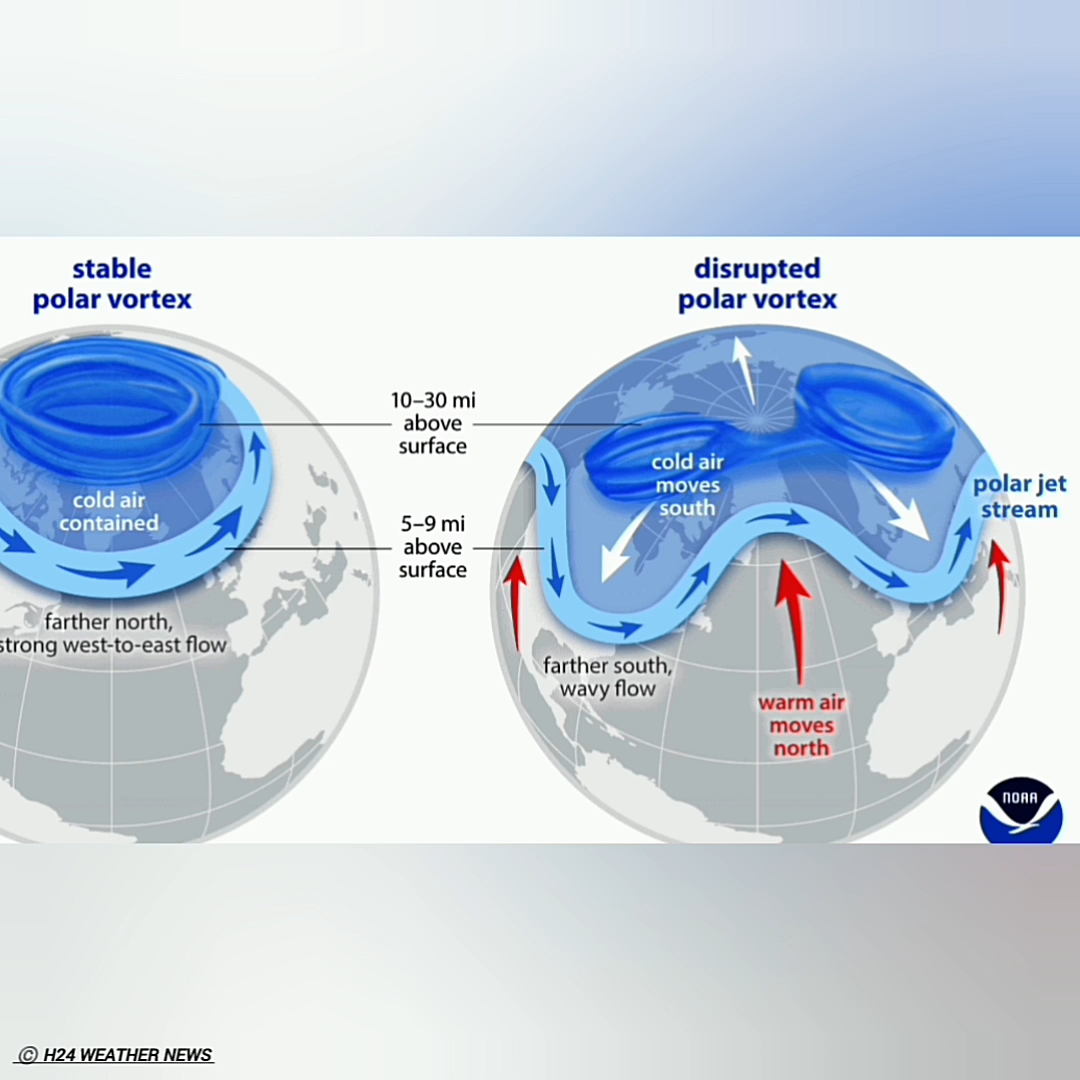 stable
polar vortex
disrupted
polar vortex
10–30 mi
above
surface
cold air
contained
cold air
moves
south
polar jet
stream
5–9 mi
above
surface
farther north,
strong west-to-east flow
farther south,
wavy flow
warm air
moves
north
NOAA
© H24 WEATHER NEWS